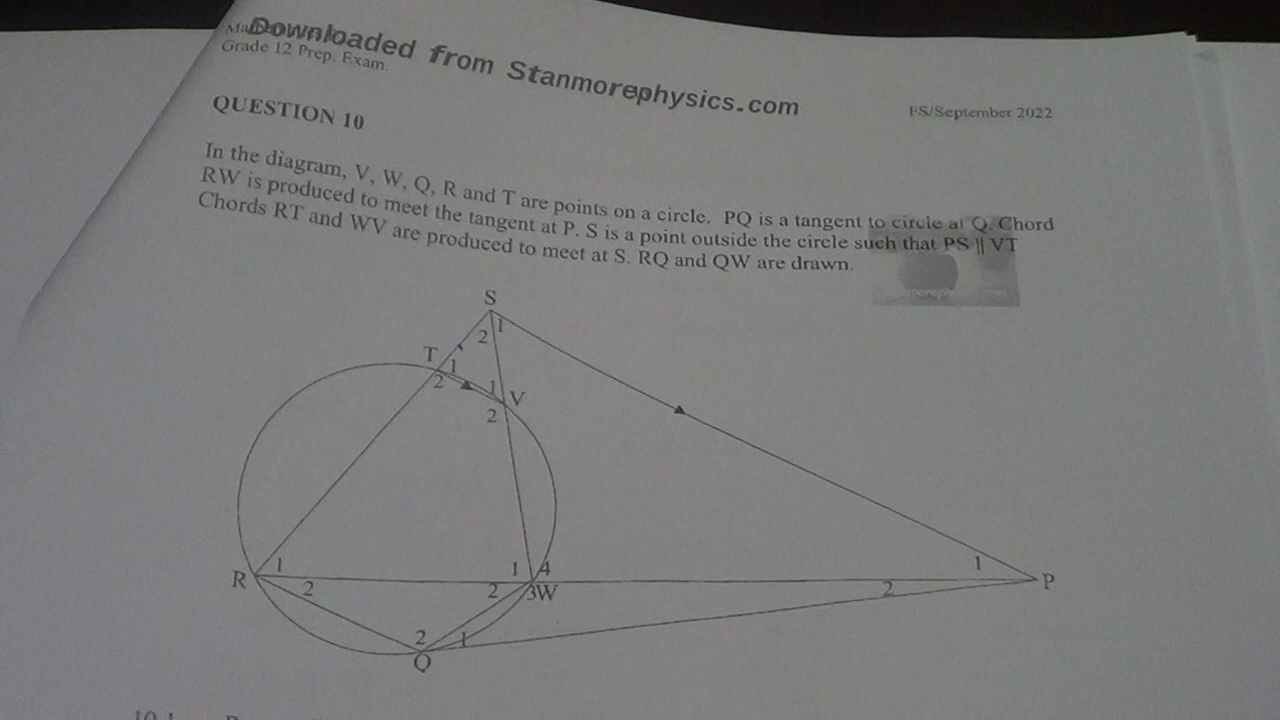 Downloaded from Stanmorephysics.com
Grade 12 Prep. Exam.
FS/September 2022
QUESTION 10
In the diagram, V, W, Q, R and T are points on a circle. PQ is a tangent to circle at Q. Chord
RW is produced to meet the tangent at P. S is a point outside the circle such that PS || VT
Chords RT and WV are produced to meet at S. RQ and QW are drawn.
S
1
2
T
1
2
1
V
2
R
1
2
1
4
2
3W
1
2
P
2
1
Q